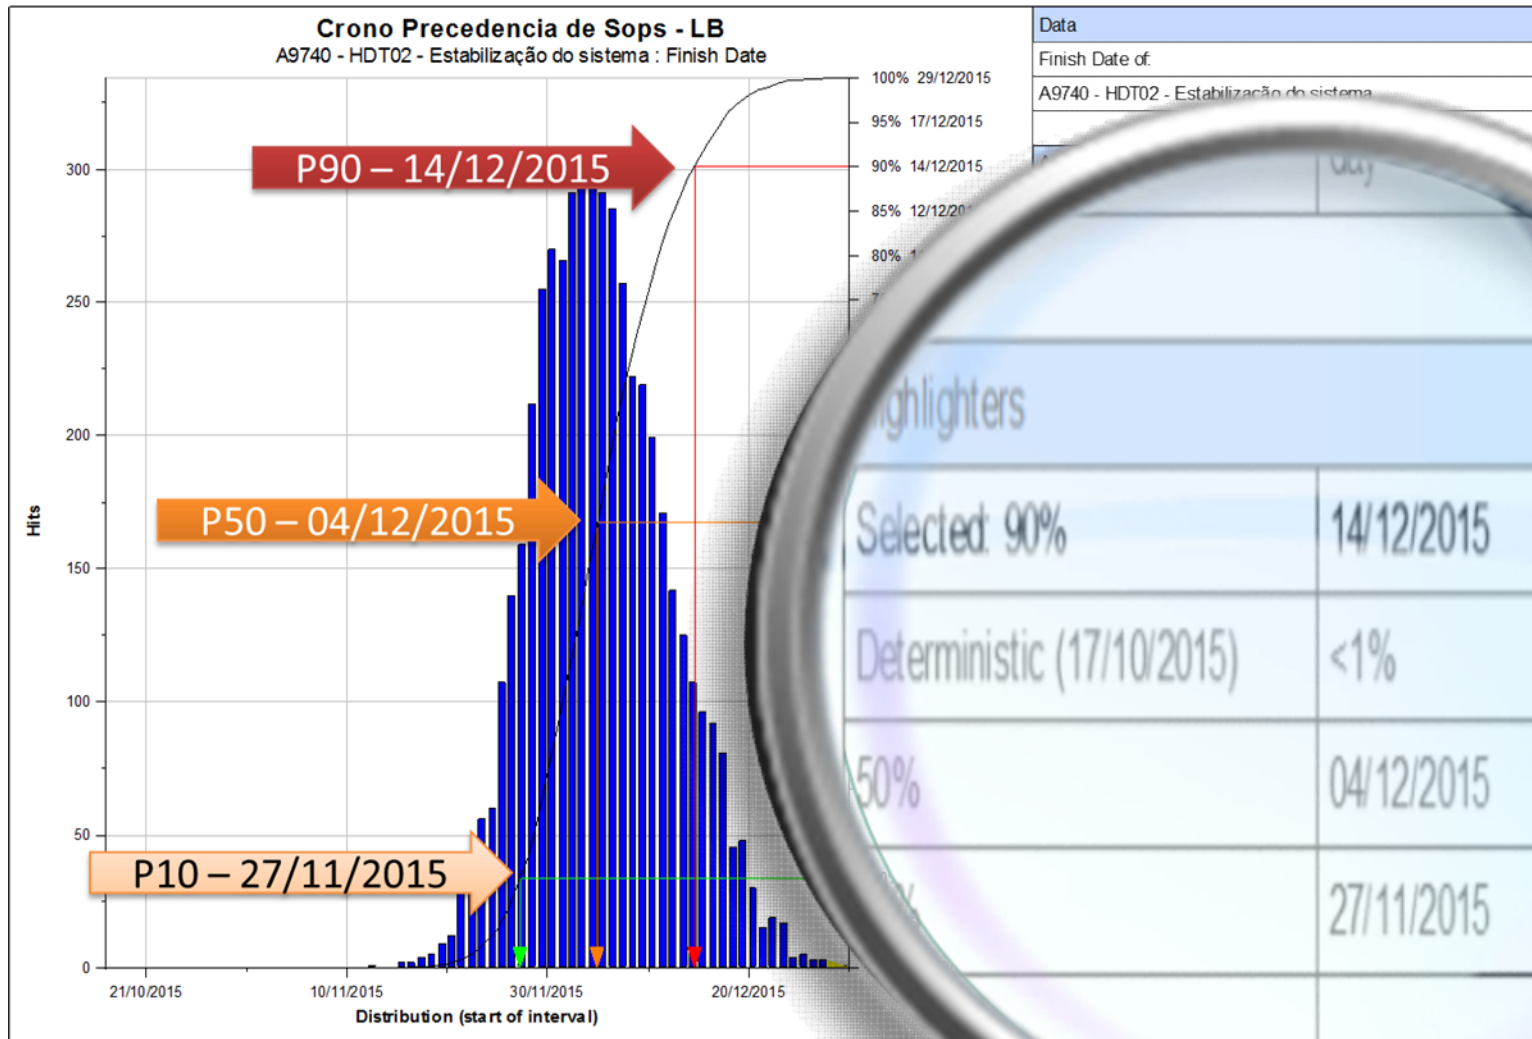 Crono Precedencia de Sops - LB
A9740 - HDT02 - Estabilização do sistema : Finish Date
Data
Finish Date of:
A9740 - HDT02 - Estabilização do sistema
100% 29/12/2015
95% 17/12/2015
90% 14/12/2015
85% 12/12/20
80%
P90 – 14/12/2015
P50 – 04/12/2015
P10 – 27/11/2015
300
250
200
150
100
50
0
Hits
21/10/2015
10/11/2015
30/11/2015
20/12/2015
Distribution (start of interval)
day
ghlighters
Selected: 90% 14/12/2015
Deterministic (17/10/2015) <1%
50% 04/12/2015
% 27/11/2015